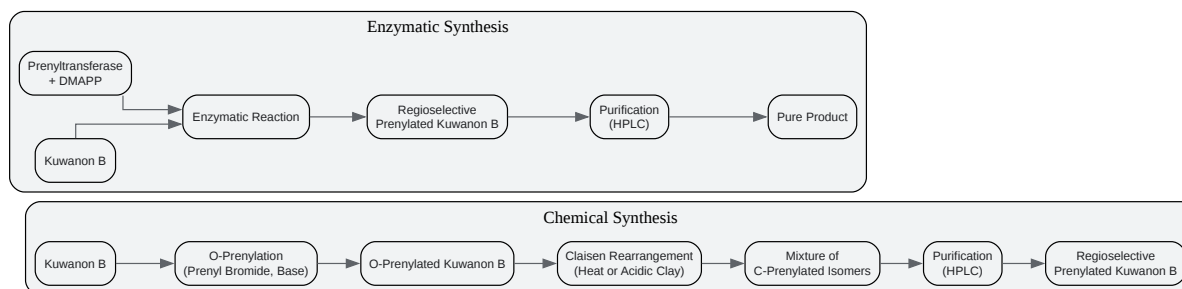 Enzymatic Synthesis
Prenyltransferase
+ DMAPP
Kuwanon B
Enzymatic Reaction
Regioselective
Prenylated Kuwanon B
Purification
(HPLC)
Pure Product
Chemical Synthesis
Kuwanon B
O-Prenylation
(Prenyl Bromide, Base)
O-Prenylated Kuwanon B
Claisen Rearrangement
(Heat or Acidic Clay)
Mixture of
C-Prenylated Isomers
Purification
(HPLC)
Regioselective
Prenylated Kuwanon B